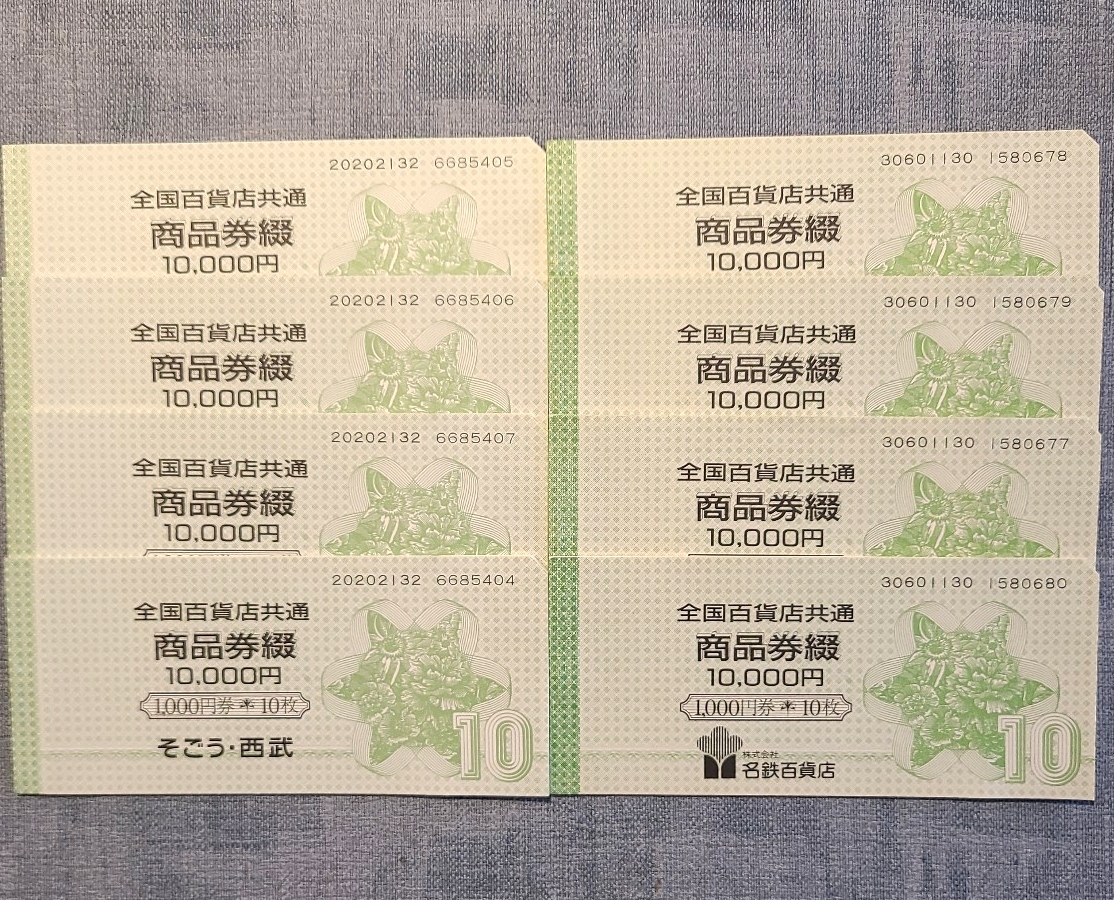 20202132 6685405
全国百貨店共通
商品券綴
10,000円
20202132 6685406
全国百貨店共通
商品券綴
10,000円
20202132 6685407
全国百貨店共通
商品券綴
10,000円
20202132 6685404
全国百貨店共通
商品券綴
10,000円
1,000円券*10枚
そごう・西武
10
30601130 1580678
全国百貨店共通
商品券綴
10,000円
30601130 1580679
全国百貨店共通
商品券綴
10,000円
30601130 1580677
全国百貨店共通
商品券綴
10,000円
30601130 1580680
全国百貨店共通
商品券綴
10,000円
1,000円券*10枚
株式会社
名鉄百貨店
10